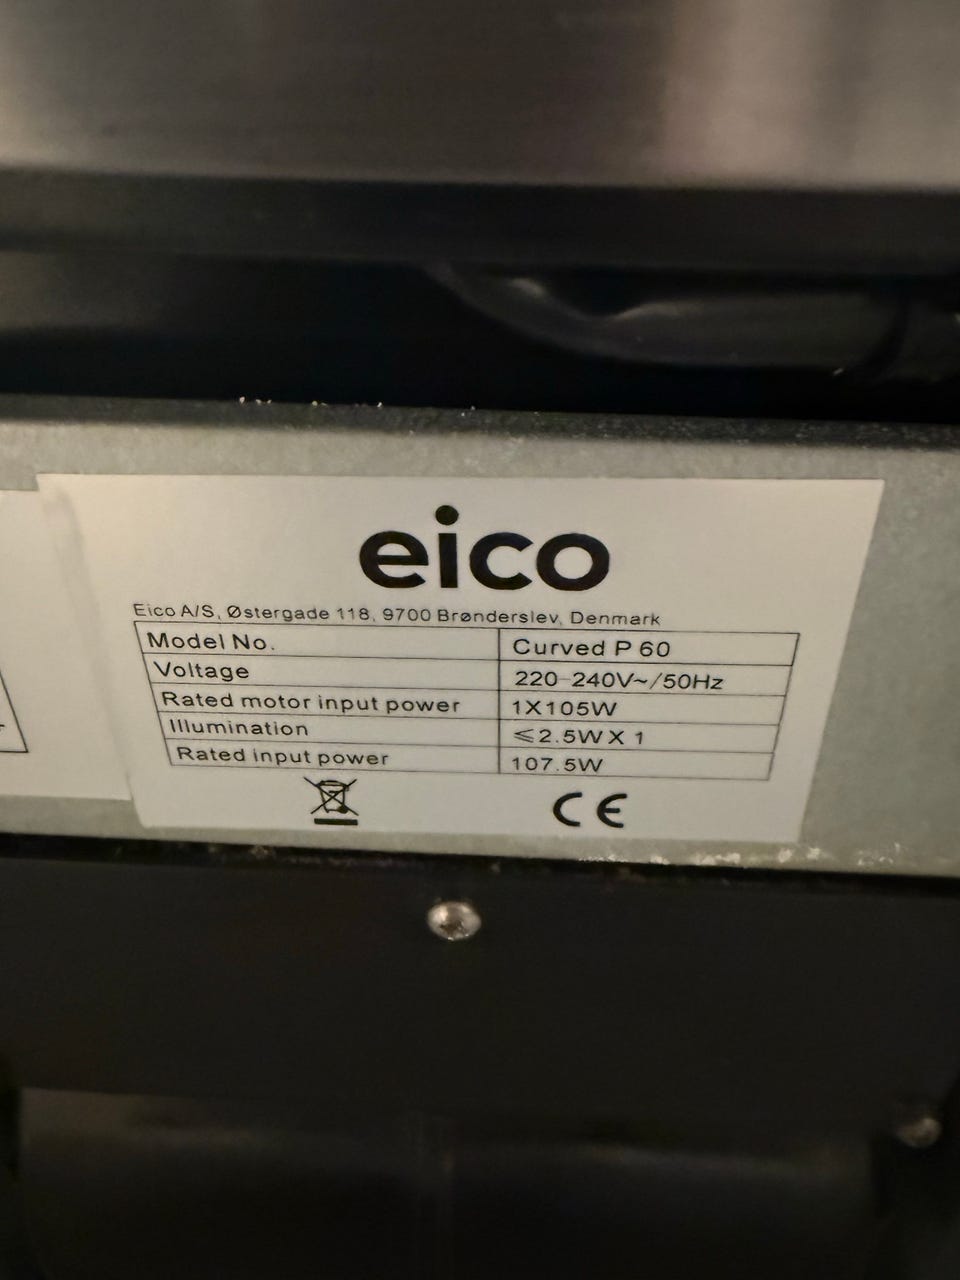 eico
Eico A/S, Østergade 118, 9700 Brønderslev, Denmark
Model No. Curved P 60
Voltage 220-240V~/50Hz
Rated motor input power 1X105W
Illumination ≤2.5W X 1
Rated input power 107.5W
CE